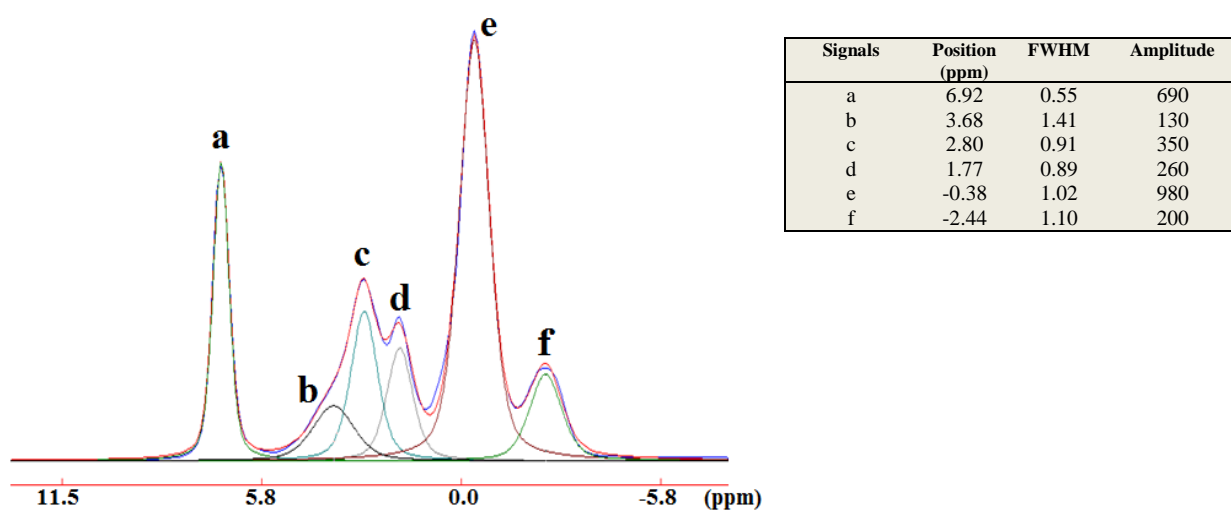 e
a
c
d
b
f
11.5 5.8 0.0 -5.8 (ppm)
Signals Position (ppm) FWHM Amplitude
a 6.92 0.55 690
b 3.68 1.41 130
c 2.80 0.91 350
d 1.77 0.89 260
e -0.38 1.02 980
f -2.44 1.10 200